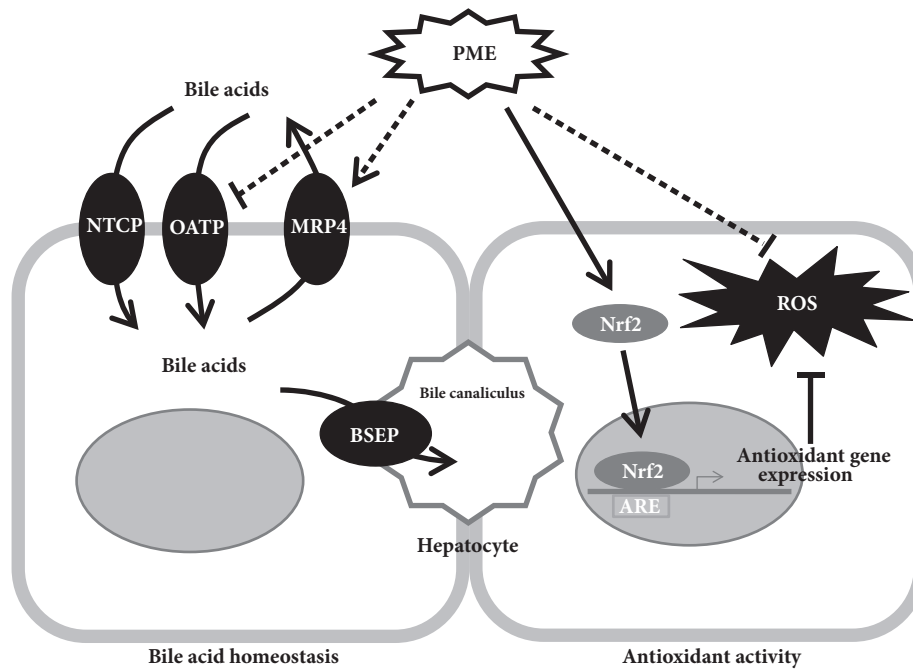 PME
Bile acids
NTCP
OATP
MRP4
ROS
Nrf2
Bile acids
Bile canaliculus
BSEP
Antioxidant gene
expression
Nrf2
ARE
Hepatocyte
Bile acid homeostasis
Antioxidant activity